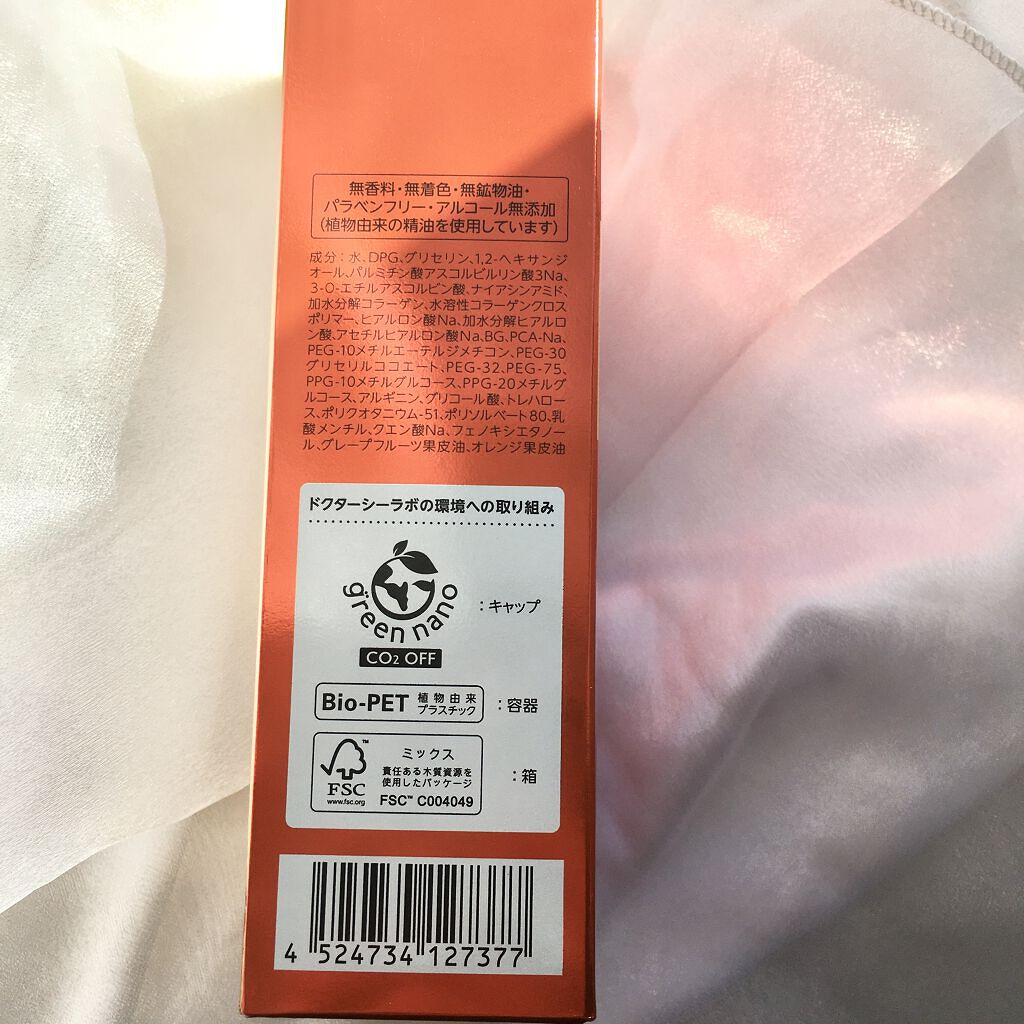 無香料・無着色・無鉱物油・
パラベンフリー・アルコール無添加
(植物由来の精油を使用しています)
成分：水、DPG、グリセリン、1,2-ヘキサンジ
オール、パルミチン酸アスコルビルリン酸3Na、
3-O-エチルアスコルビン酸、ナイアシンアミド、
加水分解コラーゲン、水溶性コラーゲンクロス
ポリマー、ヒアルロン酸Na、加水分解ヒアルロ
ン酸、アセチルヒアルロン酸Na、BG、PCA-Na、
PEG-10メチルエーテルジメチコン、PEG-30
グリセリルココエート、PEG-32、PEG-75、
PPG-10メチルグルコース、PPG-20メチルグ
ルコース、アルギニン、グリコール酸、トレハロー
ス、ポリクオタニウム-51、ポリソルベート80、乳
酸メンチル、クエン酸Na、フェノキシエタノー
ル、グレープフルーツ果皮油、オレンジ果皮油
ドクターシーラボの環境への取り組み
green nano
CO2 OFF
：キャップ
Bio-PET 植物由来
プラスチック
：容器
FSC™
www.fsc.org
ミックス
責任ある木質資源を
使用したパッケージ
FSC™ C004049
：箱
4 524734 127377